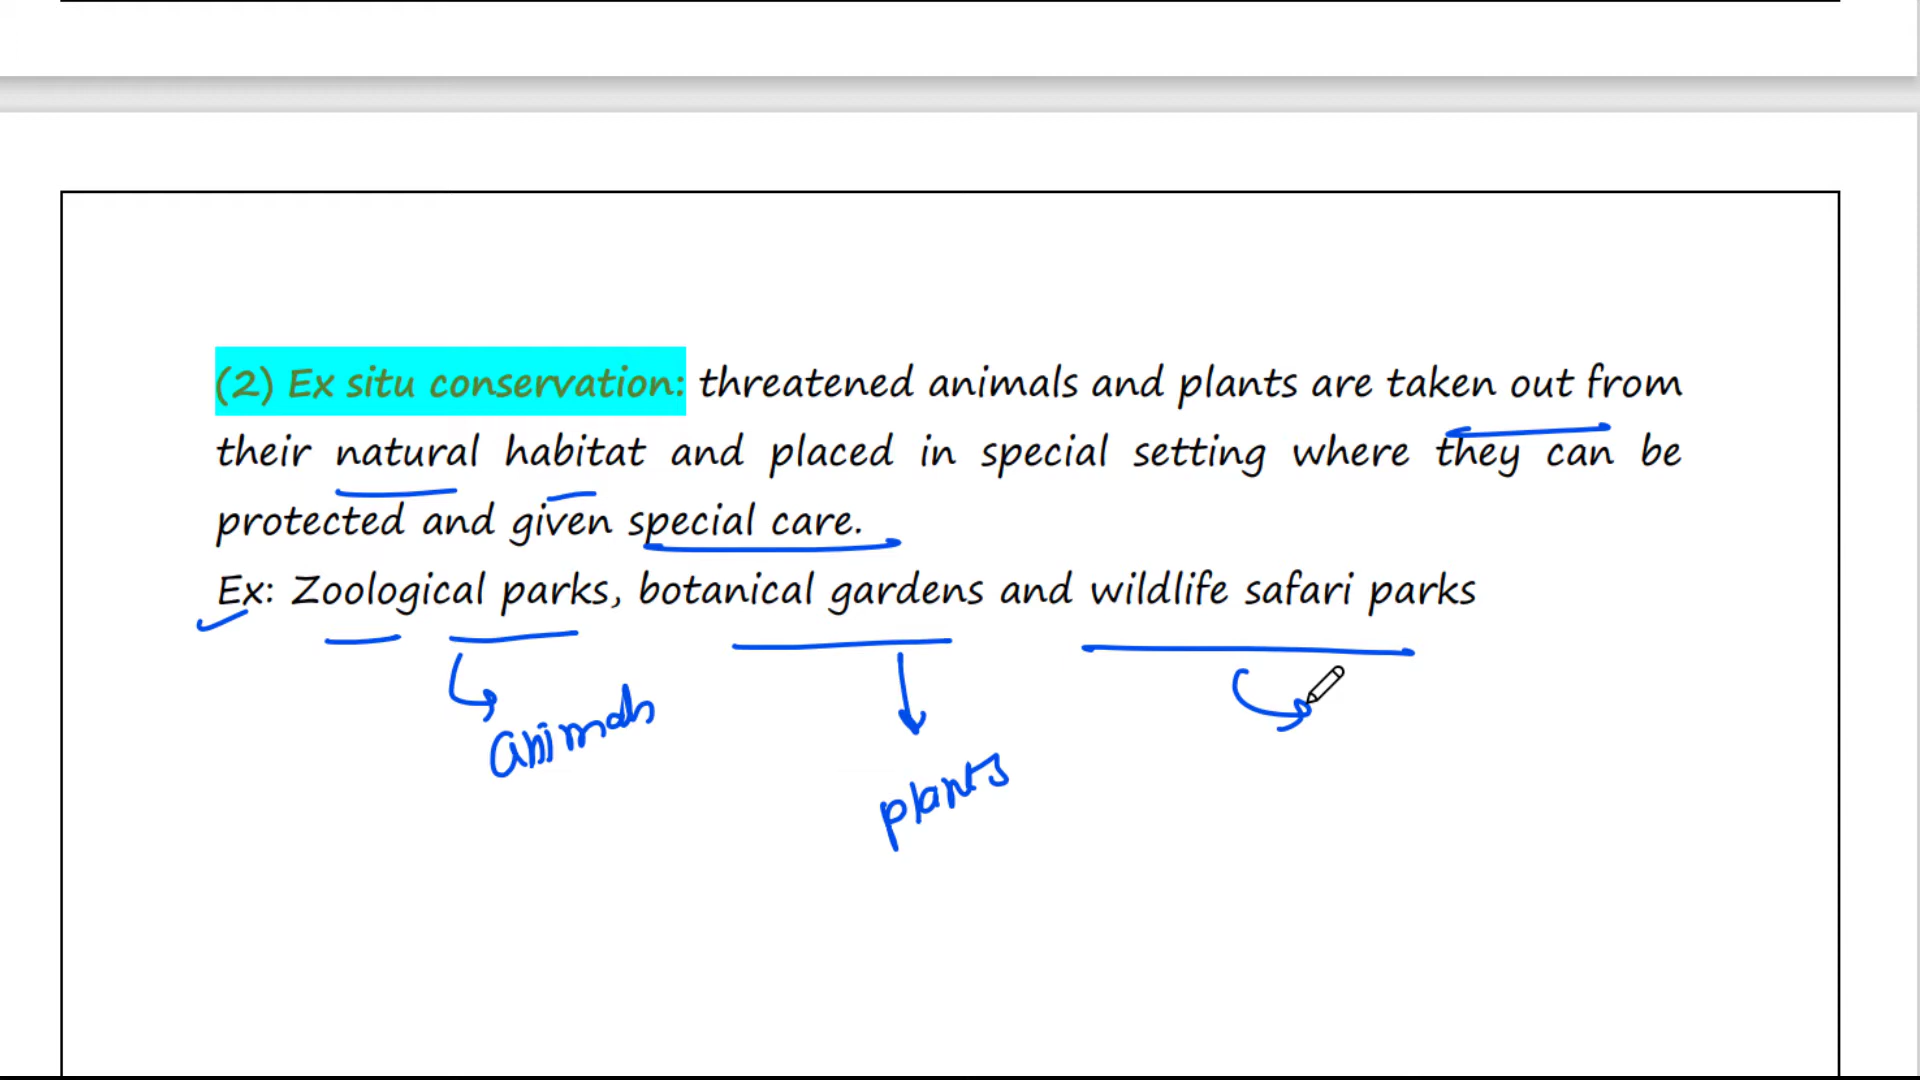 (2) Ex situ conservation: threatened animals and plants are taken out from
their natural habitat and placed in special setting where they can be
protected and given special care.
Ex: Zoological parks, botanical gardens and wildlife safari parks
animals
plants